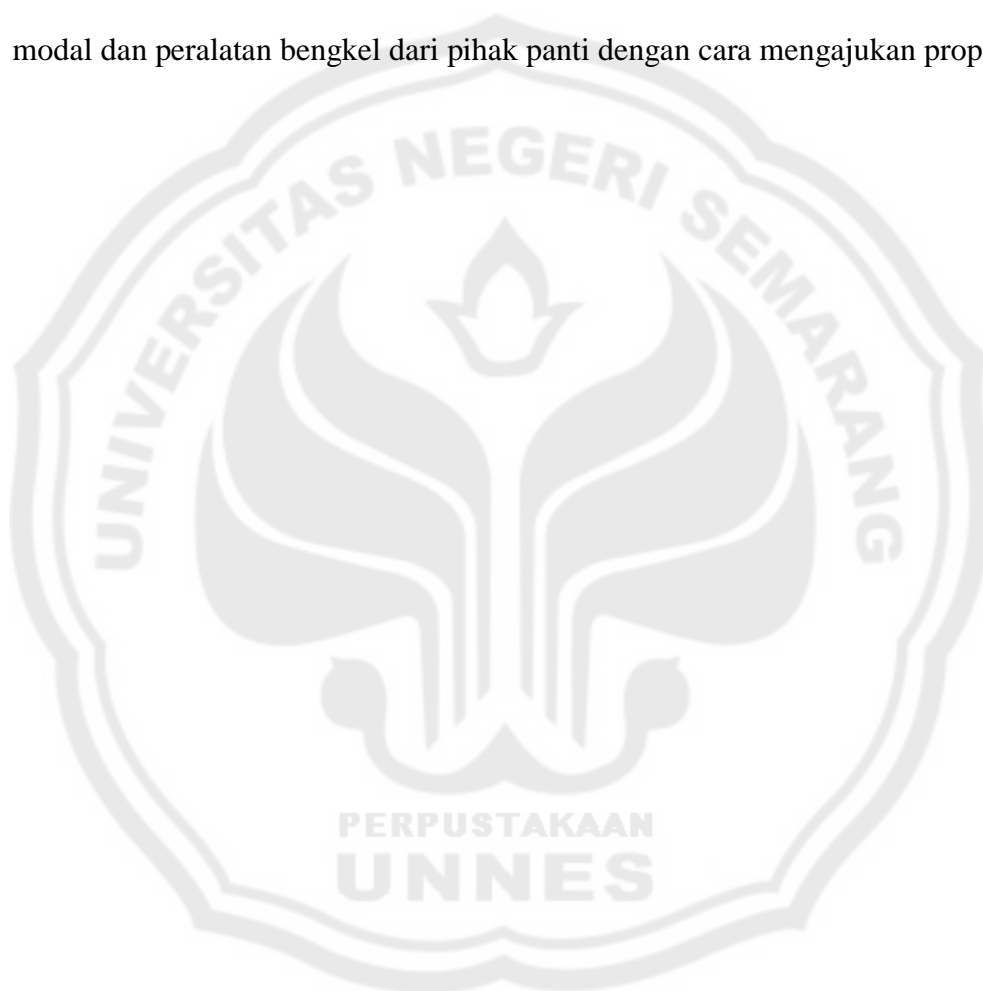 modal dan peralatan bengkel dari pihak panti dengan cara mengajukan prop
UNIVERSITAS NEGERI SEMARANG
PERPUSTAKAAN
UNNES